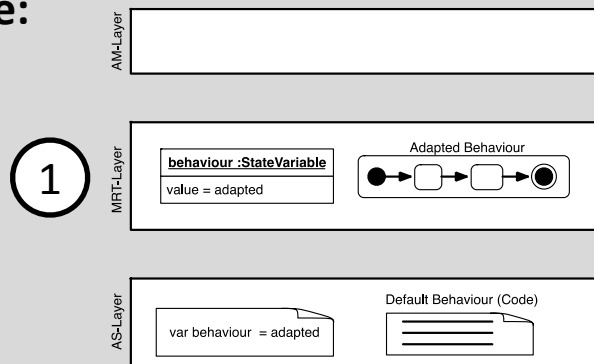 e:
AM-Layer
1
MRT-Layer
behaviour :StateVariable
value = adapted
Adapted Behaviour
AS-Layer
var behaviour = adapted
Default Behaviour (Code)